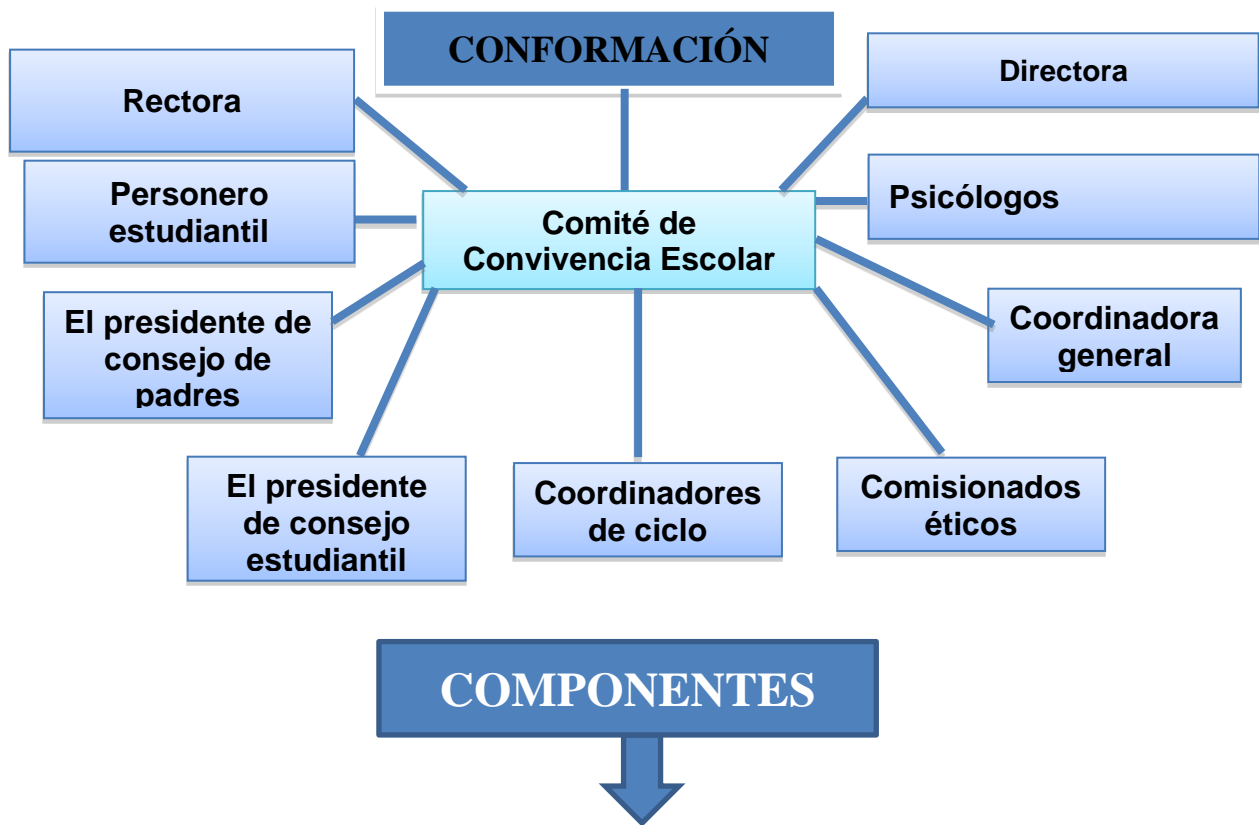 CONFORMACIÓN
Directora
Rectora
Personero
estudiantil
Psicólogos
Comité de
Convivencia Escolar
El presidente de
consejo de
padres
Coordinadora
general
El presidente
de consejo
estudiantil
Coordinadores
de ciclo
Comisionados
éticos
COMPONENTES